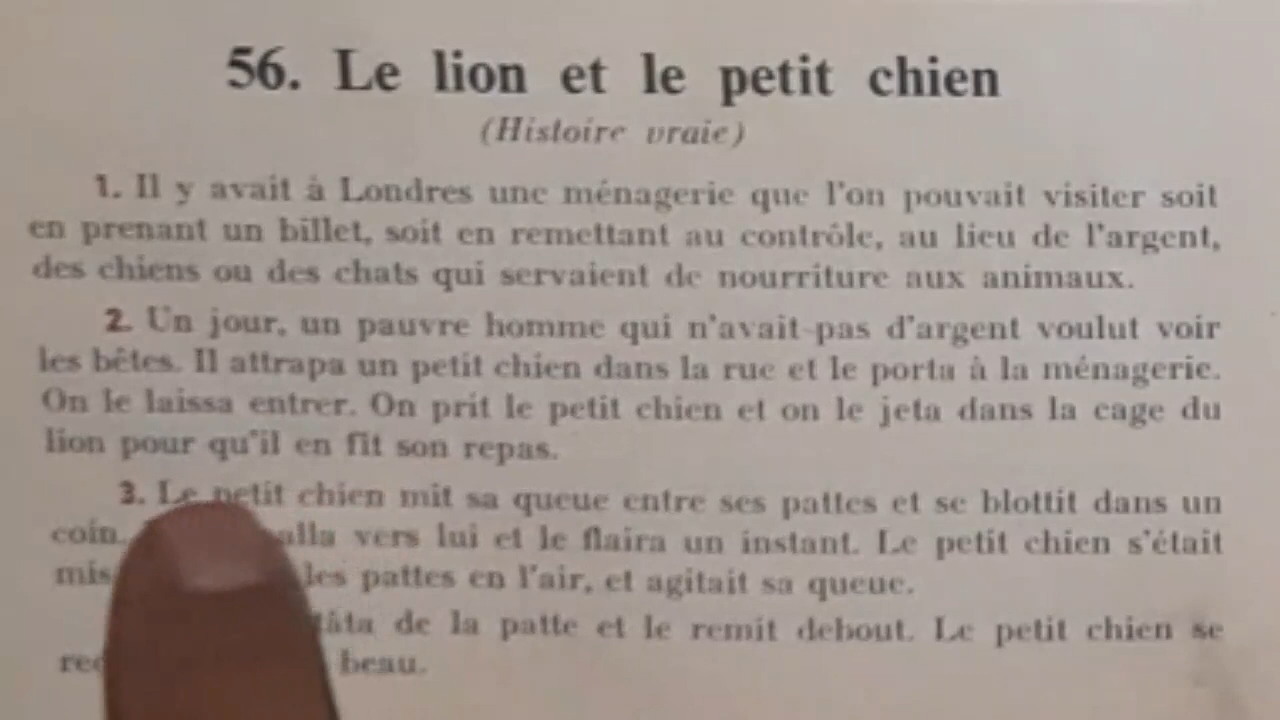 56. Le lion et le petit chien
(Histoire vraie)
1. Il y avait à Londres une ménagerie que l'on pouvait visiter soit
en prenant un billet, soit en remettant au contrôle, au lieu de l'argent,
des chiens ou des chats qui servaient de nourriture aux animaux.
2. Un jour, un pauvre homme qui n'avait pas d'argent voulut voir
les bêtes. Il attrapa un petit chien dans la rue et le porta à la ménagerie.
On le laissa entrer. On prit le petit chien et on le jeta dans la cage du
lion pour qu'il en fît son repas.
3. Le petit chien mit sa queue entre ses pattes et se blottit dans un
coin. alla vers lui et le flaira un instant. Le petit chien s'était
mis les pattes en l'air, et agitait sa queue.
tâta de la patte et le remit debout. Le petit chien se
beau.